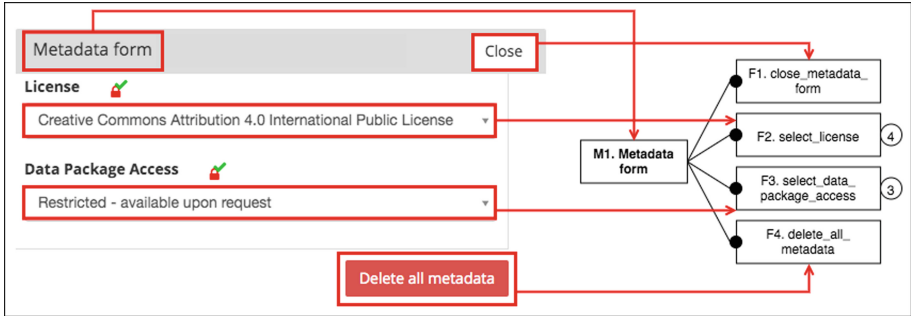 Metadata form
Close
License
Creative Commons Attribution 4.0 International Public License
Data Package Access
Restricted - available upon request
Delete all metadata
M1. Metadata
form
F1. close_metadata_
form
F2. select_license
4
F3. select_data_
package_access
3
F4. delete_all_
metadata